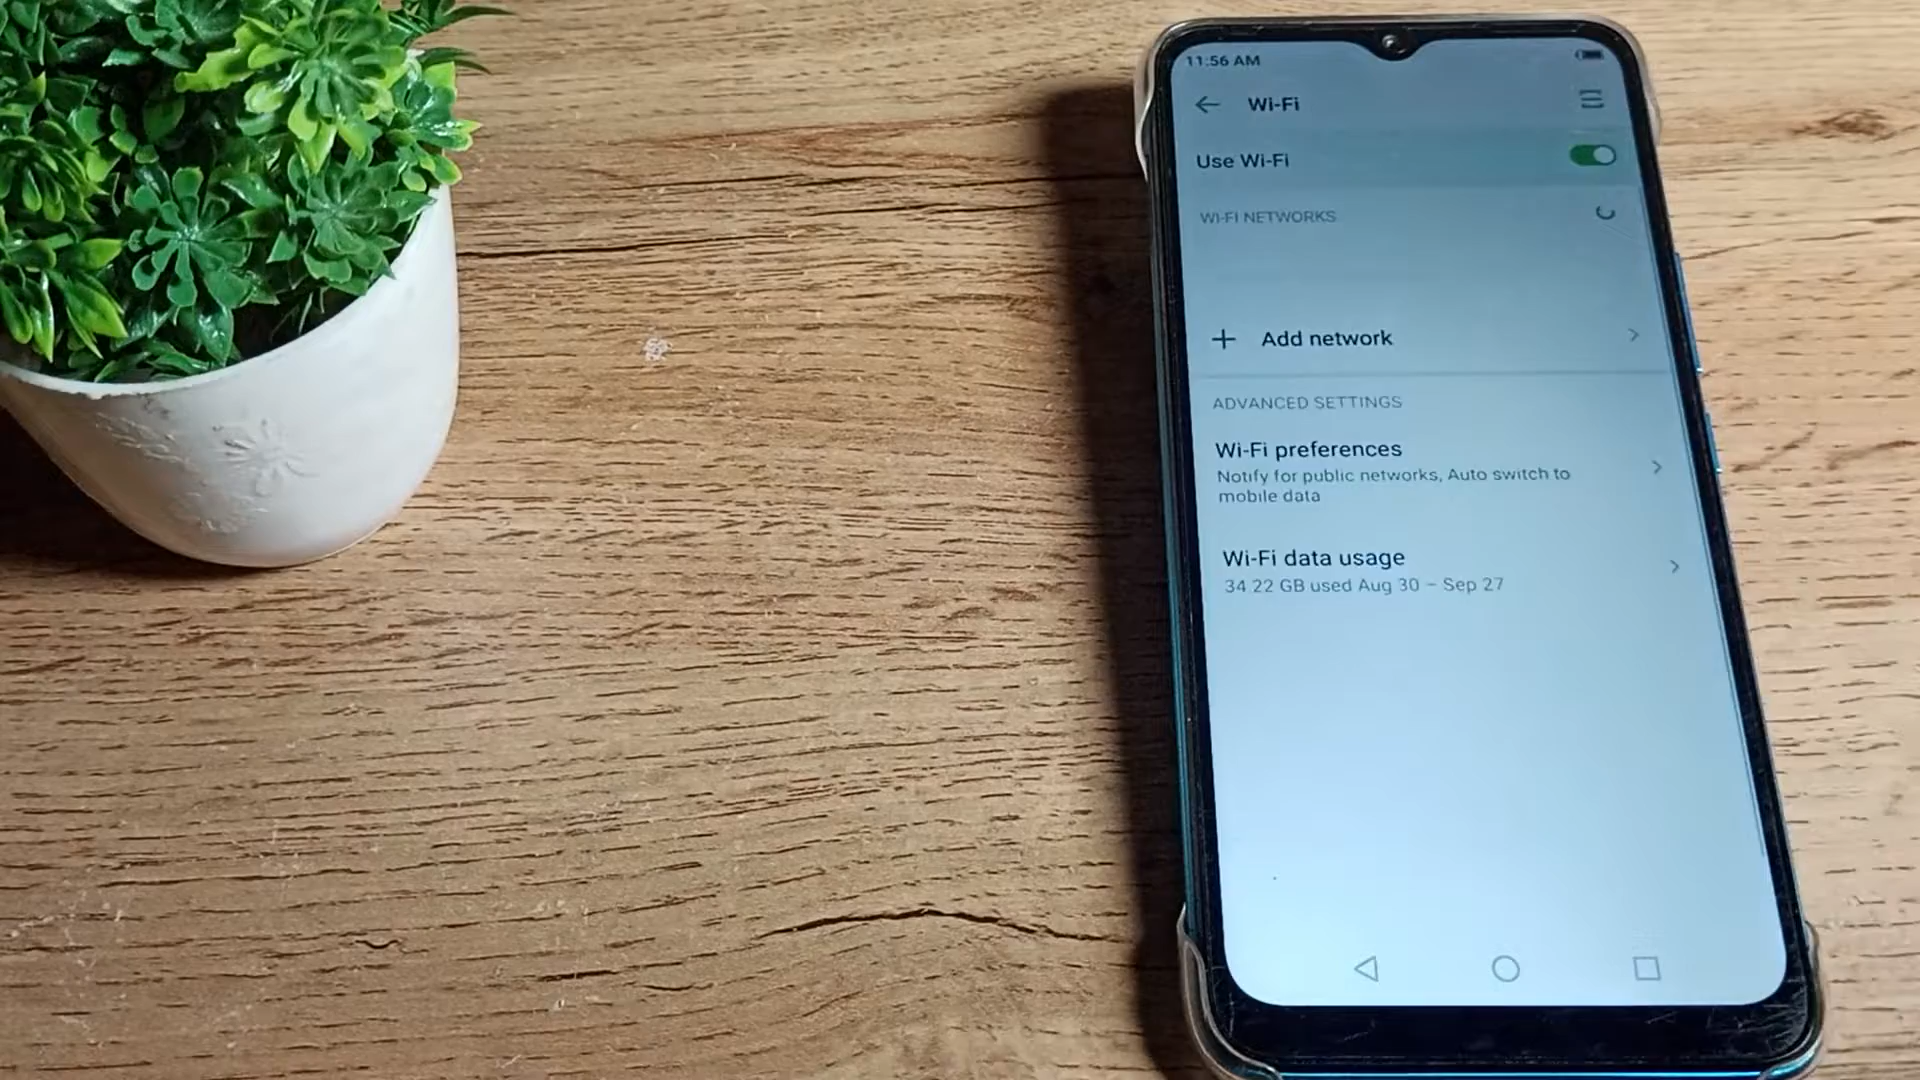 11:56 AM
Wi-Fi
Use Wi-Fi
WI-FI NETWORKS
Add network
ADVANCED SETTINGS
Wi-Fi preferences
Notify for public networks, Auto switch to
mobile data
Wi-Fi data usage
34.22 GB used Aug 30 – Sep 27